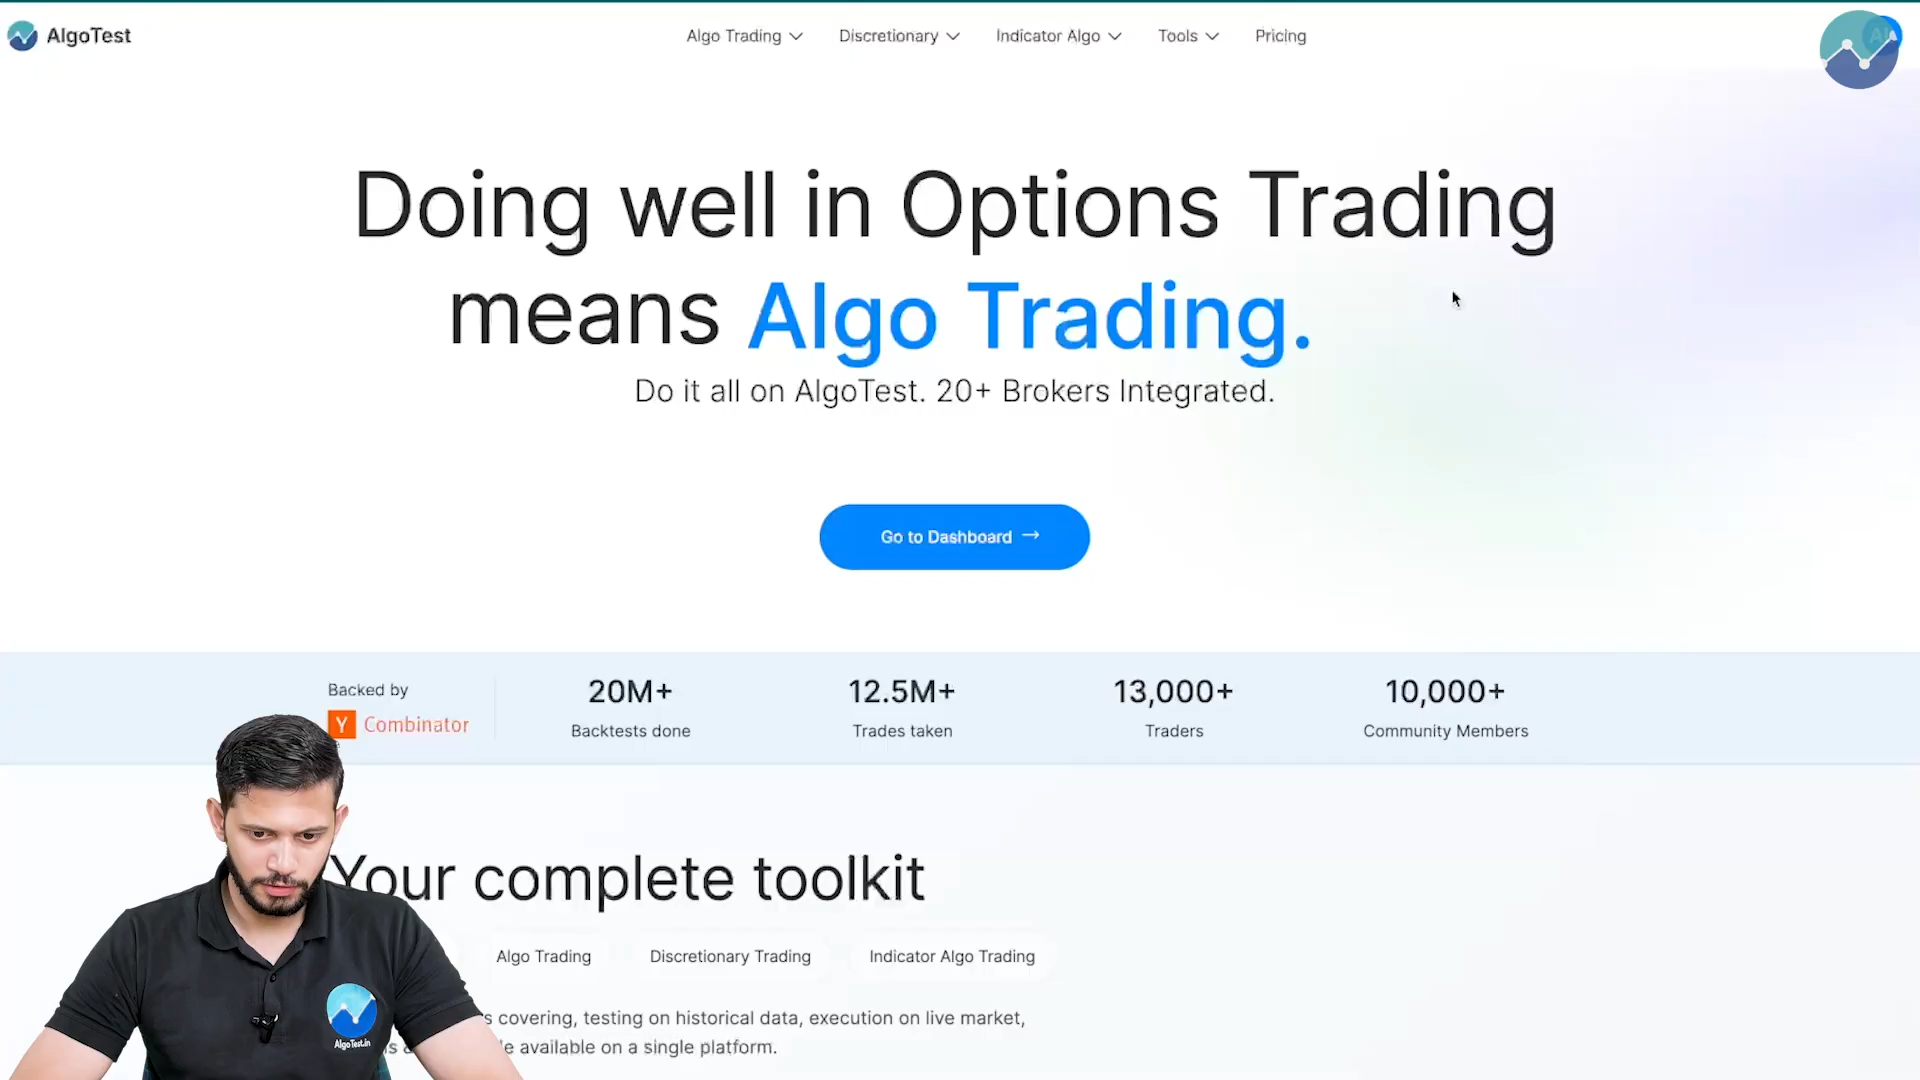 AlgoTest
Algo Trading
Discretionary
Indicator Algo
Tools
Pricing
Doing well in Options Trading
means Algo Trading.
Do it all on AlgoTest. 20+ Brokers Integrated.
Go to Dashboard →
Backed by
Y Combinator
20M+
Backtests done
12.5M+
Trades taken
13,000+
Traders
10,000+
Community Members
Your complete toolkit
Algo Trading
Discretionary Trading
Indicator Algo Trading
covering, testing on historical data, execution on live market,
available on a single platform.
AlgoTest.in